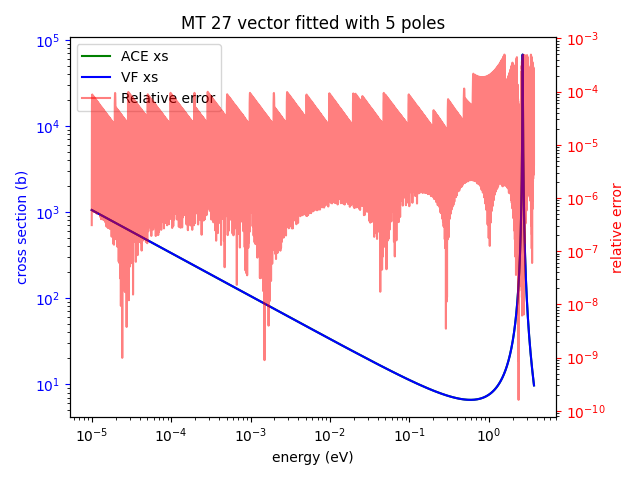 MT 27 vector fitted with 5 poles
ACE xs
VF xs
Relative error
cross section (b)
10^5
10^4
10^3
10^2
10^1
relative error
10^-3
10^-4
10^-5
10^-6
10^-7
10^-8
10^-9
10^-10
10^-5 10^-4 10^-3 10^-2 10^-1 10^0
energy (eV)